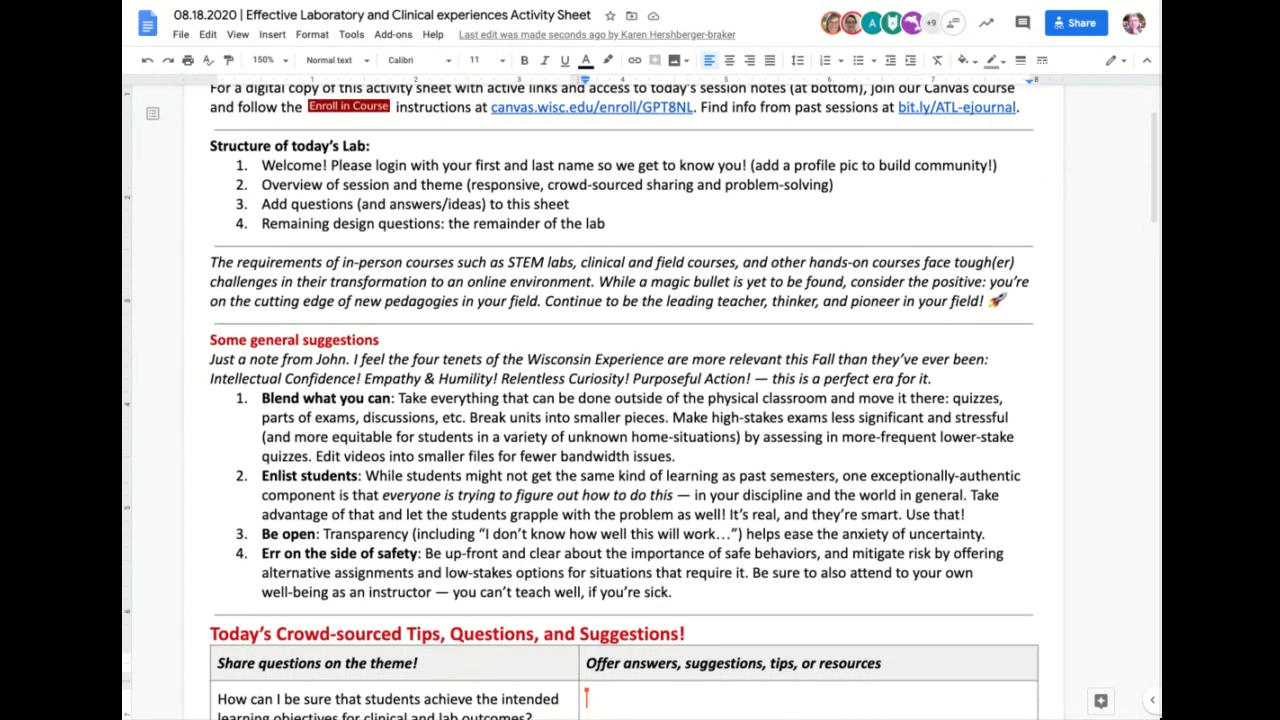 08.18.2020 | Effective Laboratory and Clinical experiences Activity Sheet
A
+9
Share
File Edit View Insert Format Tools Add-ons Help Last edit was made seconds ago by Karen Hershberger-braker
150% Normal text Calibri 11 B I U A
1 2 3 4 5 6 7 8
For a digital copy of this activity sheet with active links and access to today's session notes (at bottom), join our Canvas course
and follow the Enroll in Course instructions at canvas.wisc.edu/enroll/GPT8NL. Find info from past sessions at bit.ly/ATL-ejournal.
Structure of today's Lab:
1. Welcome! Please login with your first and last name so we get to know you! (add a profile pic to build community!)
2. Overview of session and theme (responsive, crowd-sourced sharing and problem-solving)
3. Add questions (and answers/ideas) to this sheet
4. Remaining design questions: the remainder of the lab
The requirements of in-person courses such as STEM labs, clinical and field courses, and other hands-on courses face tough(er)
challenges in their transformation to an online environment. While a magic bullet is yet to be found, consider the positive: you're
on the cutting edge of new pedagogies in your field. Continue to be the leading teacher, thinker, and pioneer in your field! 🚀
Some general suggestions
Just a note from John. I feel the four tenets of the Wisconsin Experience are more relevant this Fall than they've ever been:
Intellectual Confidence! Empathy & Humility! Relentless Curiosity! Purposeful Action! — this is a perfect era for it.
1. Blend what you can: Take everything that can be done outside of the physical classroom and move it there: quizzes,
parts of exams, discussions, etc. Break units into smaller pieces. Make high-stakes exams less significant and stressful
(and more equitable for students in a variety of unknown home-situations) by assessing in more-frequent lower-stake
quizzes. Edit videos into smaller files for fewer bandwidth issues.
2. Enlist students: While students might not get the same kind of learning as past semesters, one exceptionally-authentic
component is that everyone is trying to figure out how to do this — in your discipline and the world in general. Take
advantage of that and let the students grapple with the problem as well! It's real, and they're smart. Use that!
3. Be open: Transparency (including "I don't know how well this will work...") helps ease the anxiety of uncertainty.
4. Err on the side of safety: Be up-front and clear about the importance of safe behaviors, and mitigate risk by offering
alternative assignments and low-stakes options for situations that require it. Be sure to also attend to your own
well-being as an instructor — you can't teach well, if you're sick.
Today's Crowd-sourced Tips, Questions, and Suggestions!
Share questions on the theme! Offer answers, suggestions, tips, or resources
How can I be sure that students achieve the intended
learning objectives for clinical and lab outcomes?